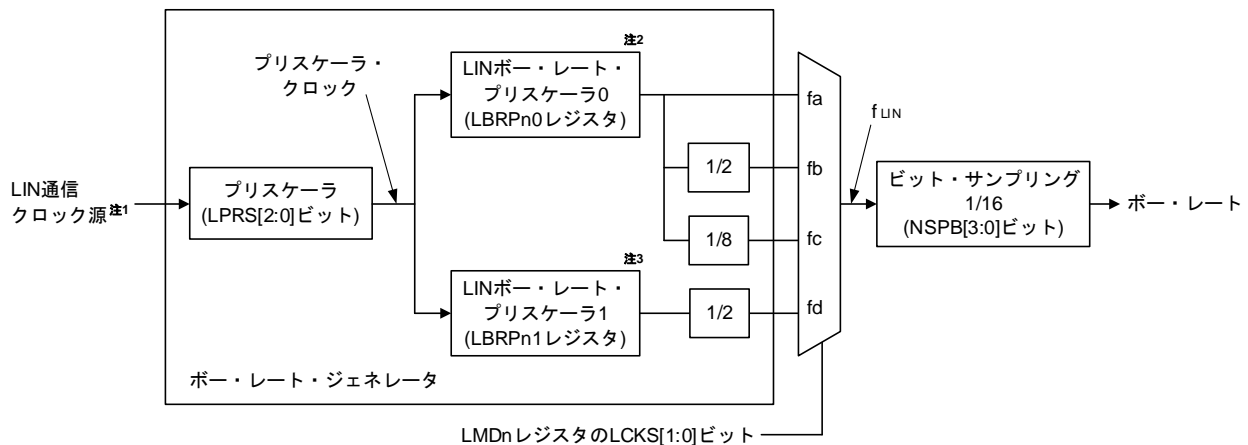 注2
プリスケーラ・
クロック
LINボー・レート・
プリスケーラ0
(LBRPn0レジスタ)
fa
f LIN
1/2
fb
LIN通信
クロック源注1
プリスケーラ
(LPRS[2:0]ビット)
ビット・サンプリング
1/16
(NSPB[3:0]ビット)
ボー・レート
1/8
fc
注3
LINボー・レート・
プリスケーラ1
(LBRPn1レジスタ)
1/2
fd
ボー・レート・ジェネレータ
LMDnレジスタのLCKS[1:0]ビット